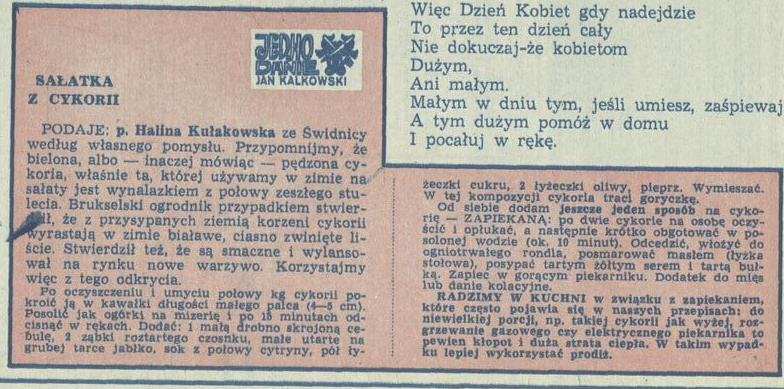 JEDNO
DANIE
JAN KALKOWSKI
SAŁATKA
Z CYKORII
PODAJE: p. Halina Kułakowska ze Świdnicy
według własnego pomysłu. Przypomnijmy, że
bielona, albo — inaczej mówiąc — pędzona cy-
koria, właśnie ta, której używamy w zimie na
sałaty jest wynalazkiem z połowy zeszłego stu-
lecia. Brukselski ogrodnik przypadkiem stwier-
dził, że z przysypanych ziemią korzeni cykorii
wyrastają w zimie białawe, ciasno zwinięte li-
ście. Stwierdził też, że są smaczne i wylanso-
wał na rynku nowe warzywo. Korzystajmy
więc z tego odkrycia.
Po oczyszczeniu i umyciu połowy kg cykorii po-
kroić ją w kawałki długości małego palca (4—5 cm).
Posolić jak ogórki na mizerię i po 15 minutach od-
cisnąć w rękach. Dodać: 1 małą drobno skrojoną ce-
bulę, 2 ząbki roztartego czosnku, małe utarte na
grubej tarce jabłko, sok z połowy cytryny, pół ły-
żeczki cukru, 2 łyżeczki oliwy, pieprz. Wymieszać.
W tej kompozycji cykoria traci goryczkę.
Od siebie dodam jeszcze jeden sposób na cyko-
rię — ZAPIEKANĄ: po dwie cykorie na osobę oczy-
ścić i opłukać, a następnie krótko obgotować w po-
solonej wodzie (ok. 10 minut). Odcedzić, włożyć do
ogniotrwałego rondla, posmarować masłem (łyżka
stołowa), posypać tartym żółtym serem i tartą buł-
ką. Zapiec w gorącym piekarniku. Dodatek do mięs
lub danie kolacyjne.
RADZIMY W KUCHNI w związku z zapiekaniem,
które często pojawia się w naszych przepisach: do
niewielkiej porcji, np. takiej cykorii jak wyżej, roz-
grzewanie gazowego czy elektrycznego piekarnika to
pewien kłopot i duża strata ciepła. W takim wypad-
ku lepiej wykorzystać prodiż.
Więc Dzień Kobiet gdy nadejdzie
To przez ten dzień cały
Nie dokuczaj-że kobietom
Dużym,
Ani małym.
Małym w dniu tym, jeśli umiesz, zaśpiewaj
A tym dużym pomóż w domu
I pocałuj w rękę.